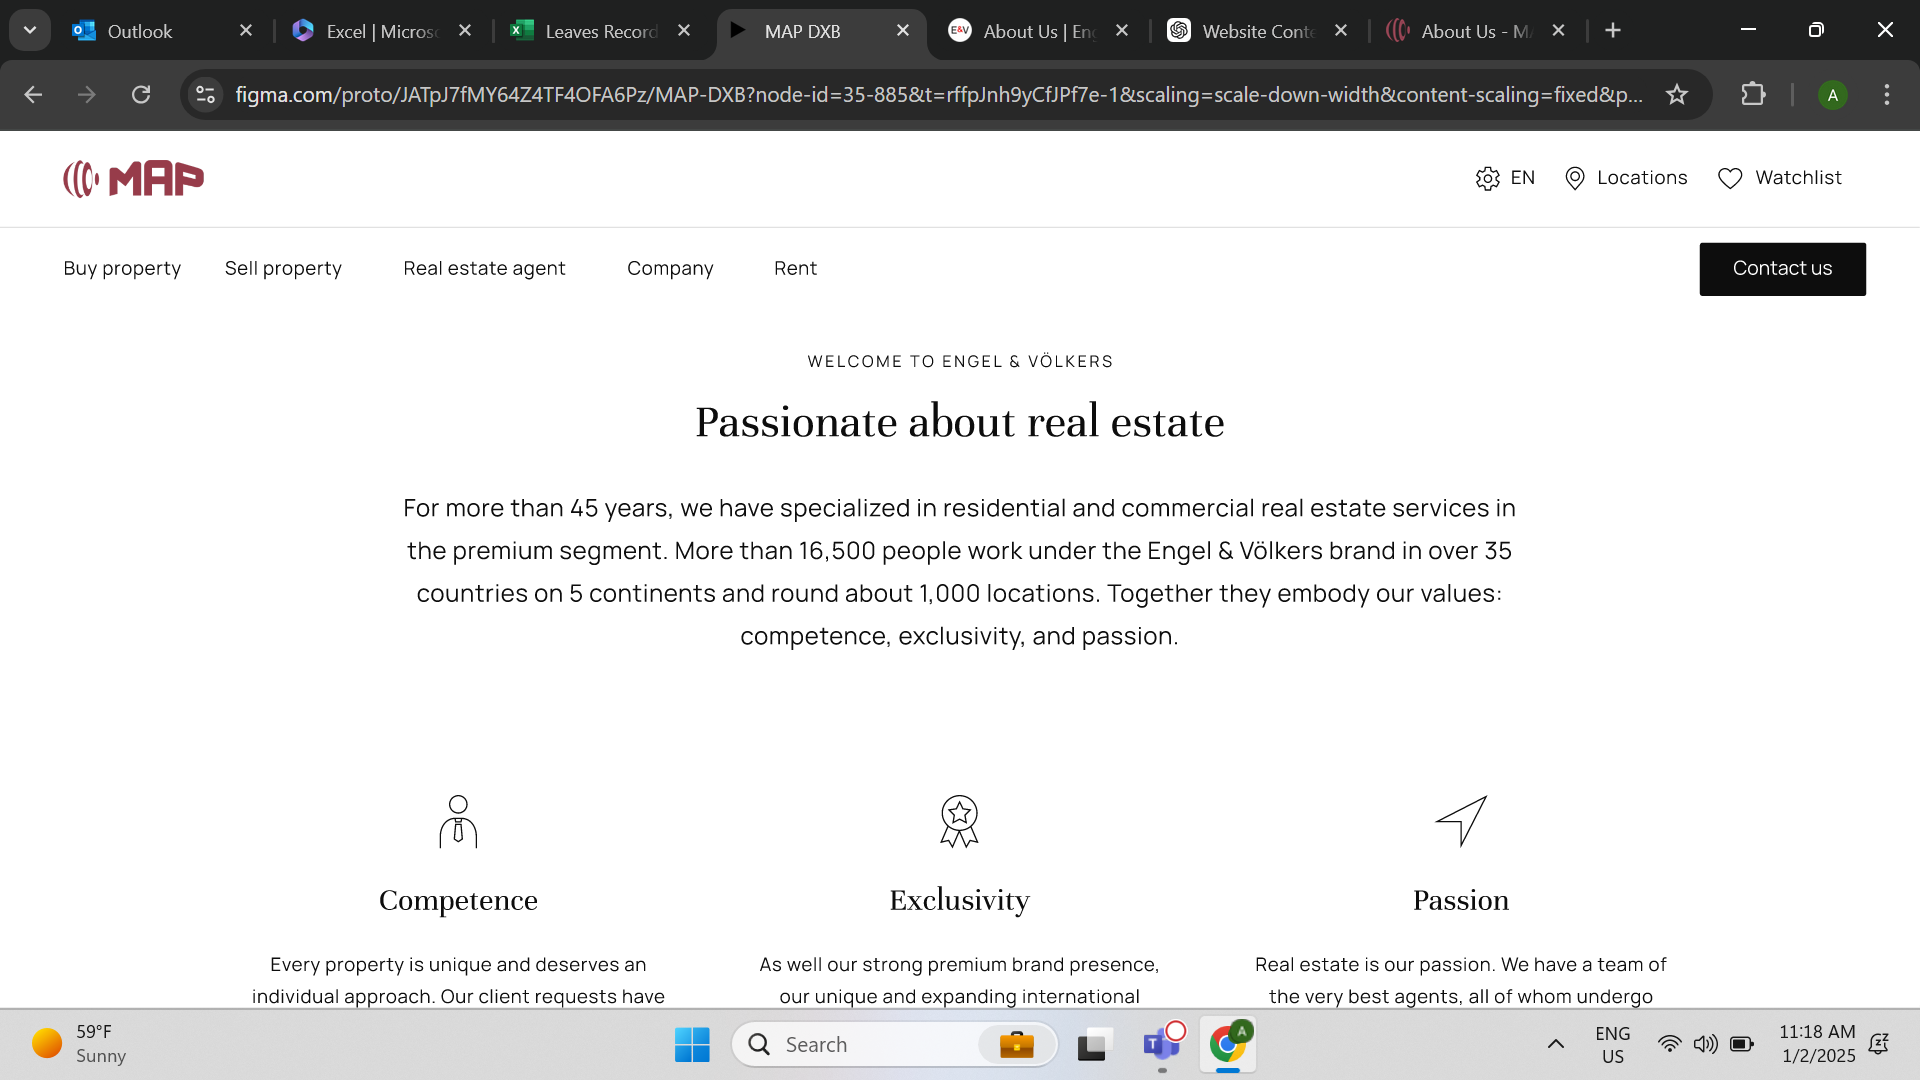 Outlook
Excel | Micros
Leaves Record
MAP DXB
About Us | En
Website Conte
About Us - M
figma.com/proto/JATpJ7fMY64Z4TF4OFA6Pz/MAP-DXB?node-id=35-885&t=rffpJnh9yCfJPf7e-1&scaling=scale-down-width&content-scaling=fixed&p...
A
MAP
EN
Locations
Watchlist
Buy property
Sell property
Real estate agent
Company
Rent
Contact us
WELCOME TO ENGEL & VÖLKERS
Passionate about real estate
For more than 45 years, we have specialized in residential and commercial real estate services in
the premium segment. More than 16,500 people work under the Engel & Völkers brand in over 35
countries on 5 continents and round about 1,000 locations. Together they embody our values:
competence, exclusivity, and passion.
Competence
Exclusivity
Passion
Every property is unique and deserves an
individual approach. Our client requests have
As well our strong premium brand presence,
our unique and expanding international
Real estate is our passion. We have a team of
the very best agents, all of whom undergo
59°F
Sunny
Search
A
ENG
US
11:18 AM
1/2/2025